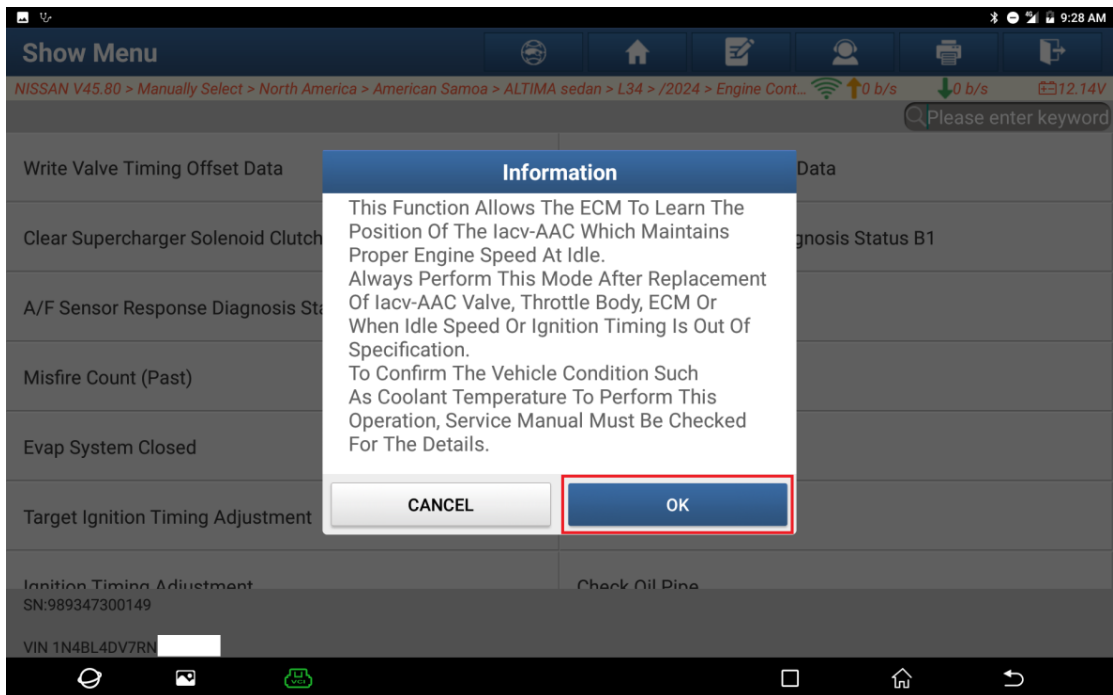 9:28 AM
Show Menu
NISSAN V45.80 > Manually Select > North America > American Samoa > ALTIMA sedan > L34 > /2024 > Engine Cont... 0 b/s 0 b/s 12.14V
Please enter keyword
Write Valve Timing Offset Data
Data
Clear Supercharger Solenoid Clutch
gnosis Status B1
A/F Sensor Response Diagnosis Sta
Misfire Count (Past)
Evap System Closed
Target Ignition Timing Adjustment
Ignition Timing Adjustment
Check Oil Pipe
Information
This Function Allows The ECM To Learn The
Position Of The Iacv-AAC Which Maintains
Proper Engine Speed At Idle.
Always Perform This Mode After Replacement
Of Iacv-AAC Valve, Throttle Body, ECM Or
When Idle Speed Or Ignition Timing Is Out Of
Specification.
To Confirm The Vehicle Condition Such
As Coolant Temperature To Perform This
Operation, Service Manual Must Be Checked
For The Details.
CANCEL
OK
SN:989347300149
VIN 1N4BL4DV7RN
VCI